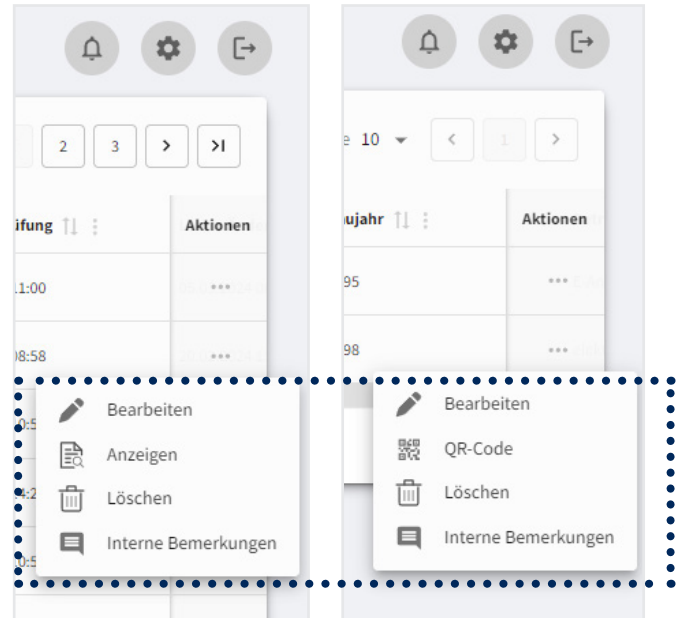 2 3
üfung
Aktionen
11:00
08:58
Bearbeiten
Anzeigen
Löschen
Interne Bemerkungen
e 10
1
ujahr
Aktionen
95
98
Bearbeiten
QR-Code
Löschen
Interne Bemerkungen